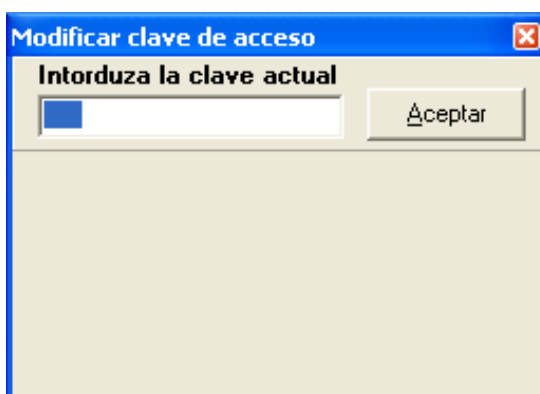 Modificar clave de acceso
Intorduza la clave actual
Aceptar